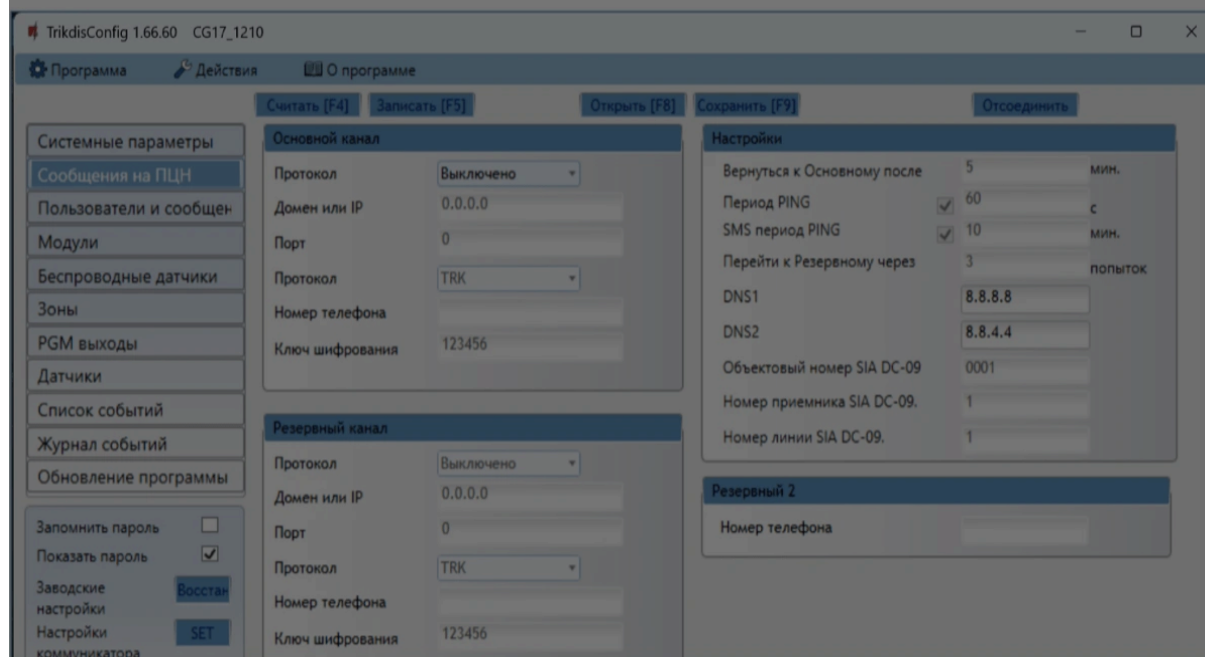 TrikdisConfig 1.66.60 CG17_1210
Программа Действия О программе
Считать [F4] Записать [F5] Открыть [F8] Сохранить [F9] Отсоединить
Системные параметры
Сообщения на ПЦН
Пользователи и сообщен
Модули
Беспроводные датчики
Зоны
PGM выходы
Датчики
Список событий
Журнал событий
Обновление программы
Запомнить пароль
Показать пароль
Заводские настройки Восстан
Настройки коммуникатора SET
Основной канал
Протокол Выключено
Домен или IP 0.0.0.0
Порт 0
Протокол TRK
Номер телефона
Ключ шифрования 123456
Резервный канал
Протокол Выключено
Домен или IP 0.0.0.0
Порт 0
Протокол TRK
Номер телефона
Ключ шифрования 123456
Настройки
Вернуться к Основному после 5 мин.
Период PING 60 с
SMS период PING 10 мин.
Перейти к Резервному через 3 попыток
DNS1 8.8.8.8
DNS2 8.8.4.4
Объектовый номер SIA DC-09 0001
Номер приемника SIA DC-09. 1
Номер линии SIA DC-09. 1
Резервный 2
Номер телефона